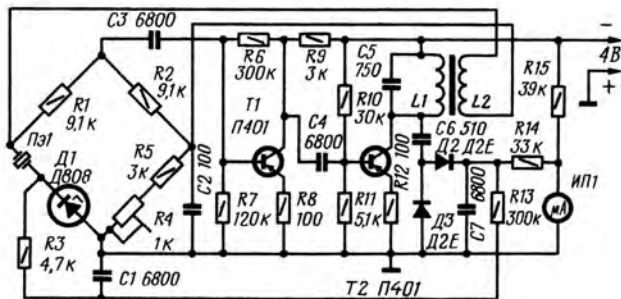 C3 6800
R6
300к
R9
3к
C5
750
–
4В
+
R1
9,1к
R2
9,1к
Т1
П401
C4
6800
R10
30к
L1
L2
R15
39к
Пэ1
Д1
Д808
R5
3к
C2 100
R12 100
C6 510
Д2 Д2Е
R14
33к
R4
1к
R7
120к
R8
100
R11
5,1к
Д3
Д2Е
C7
6800
R13
300к
ИП1
мА
R3
4,7к
C1 6800
Т2 П401